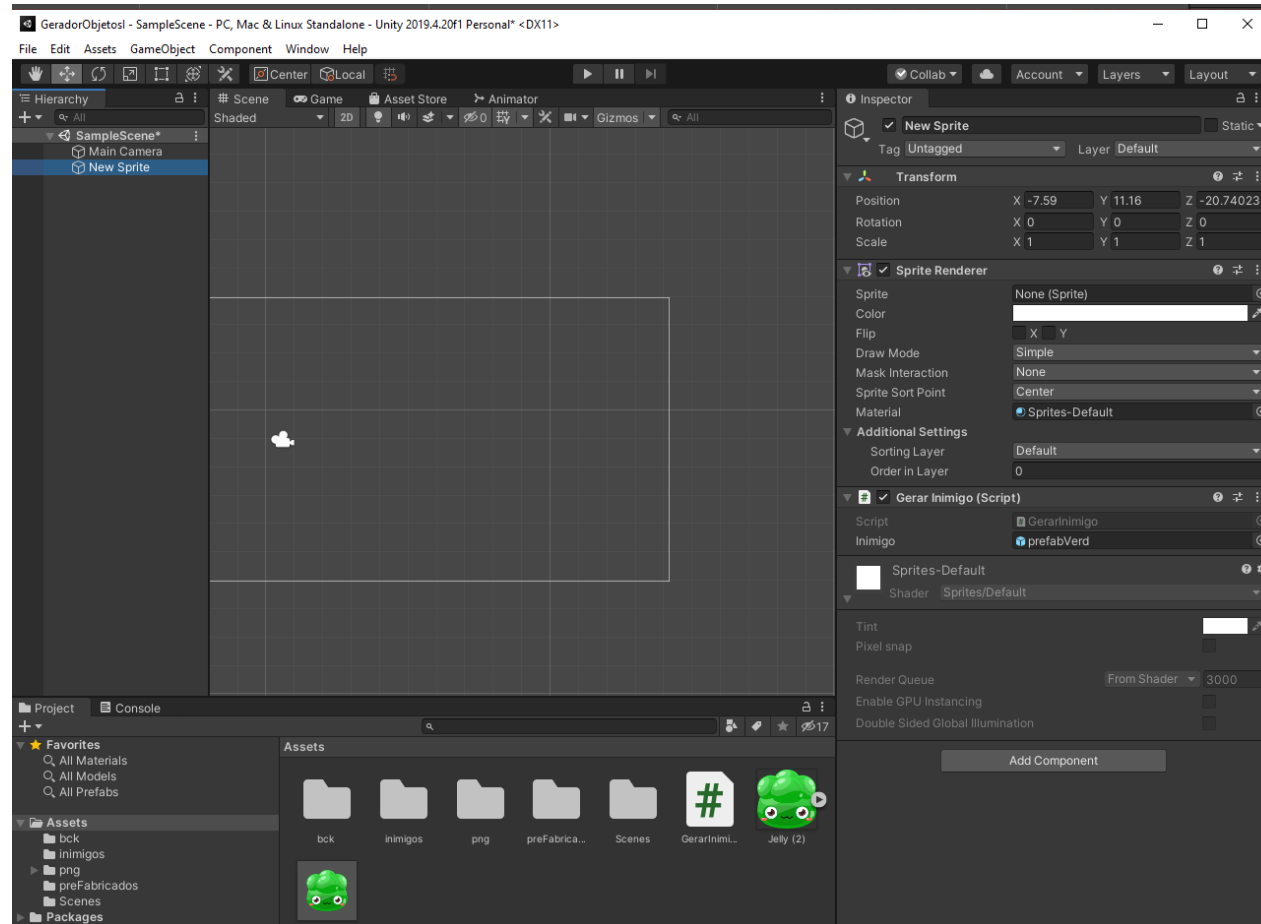 GeradorObjetosI - SampleScene - PC, Mac & Linux Standalone - Unity 2019.4.20f1 Personal* <DX11>
File Edit Assets GameObject Component Window Help
Center Local Collab Account Layers Layout
Hierarchy
All
SampleScene*
Main Camera
New Sprite
Scene Game Asset Store Animator
Shaded 2D 0 Gizmos All
Inspector
New Sprite Static
Tag Untagged Layer Default
Transform
Position X -7.59 Y 11.16 Z -20.74023
Rotation X 0 Y 0 Z 0
Scale X 1 Y 1 Z 1
Sprite Renderer
Sprite None (Sprite)
Color
Flip X Y
Draw Mode Simple
Mask Interaction None
Sprite Sort Point Center
Material Sprites-Default
Additional Settings
Sorting Layer Default
Order in Layer 0
# Gerar Inimigo (Script)
Script GerarInimigo
Inimigo prefabVerd
Sprites-Default
Shader Sprites/Default
Tint
Pixel snap
Render Queue From Shader 3000
Enable GPU Instancing
Double Sided Global Illumination
Add Component
Project Console
17
Favorites
All Materials
All Models
All Prefabs
Assets
bck
inimigos
png
preFabricados
Scenes
Packages
Assets
#
bck inimigos png preFabrica... Scenes GerarInimi... Jelly (2)